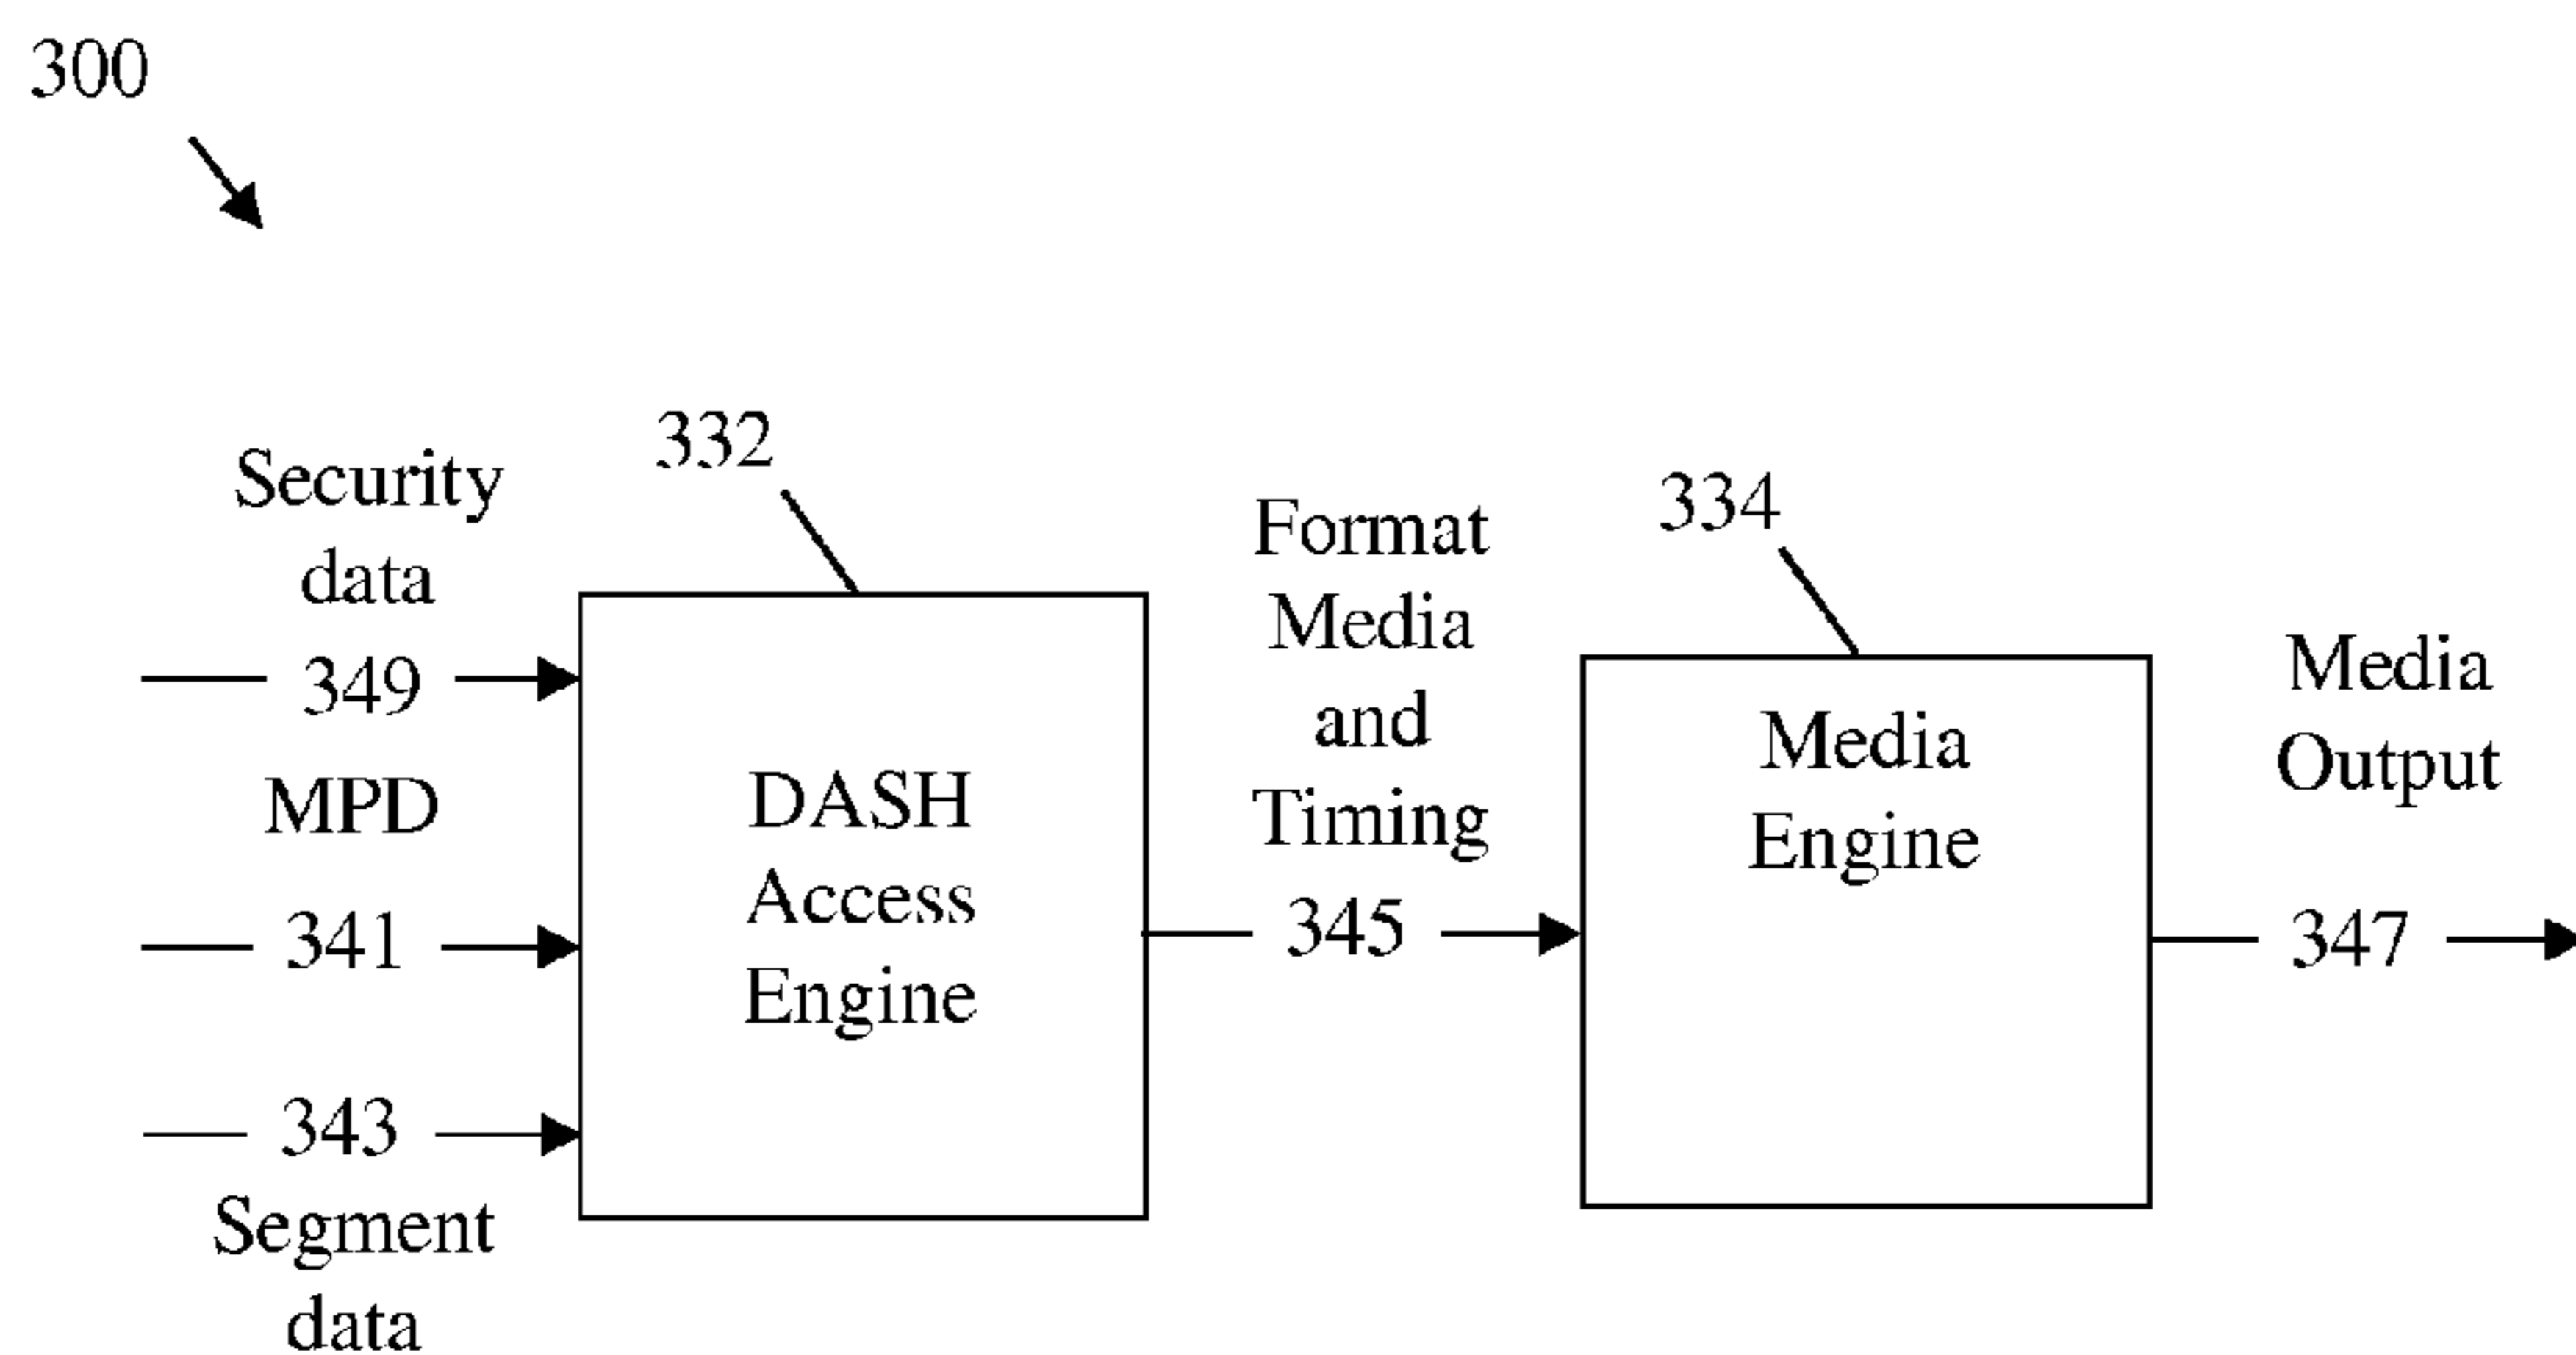 300
332
Security
data
349
MPD
341
343
Segment
data
DASH
Access
Engine
Format
Media
and
Timing
345
334
Media
Engine
Media
Output
347